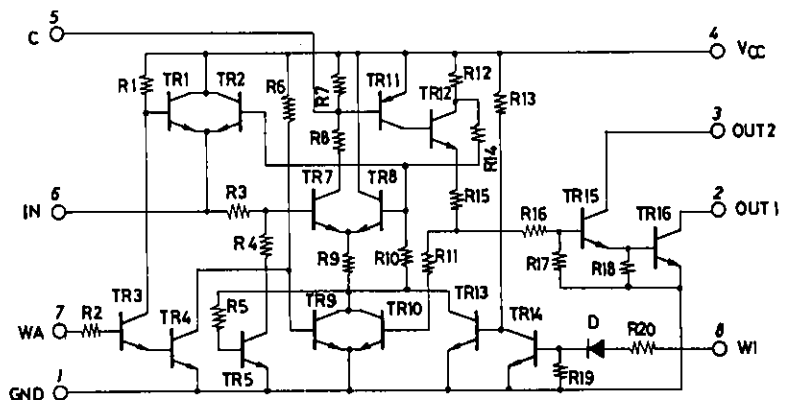 5
C
4
VCC
R1
TR1
TR2
R6
R7
TR11
R12
TR12
R13
R8
R14
3
OUT2
6
IN
R3
TR7
TR8
R15
R16
TR15
TR16
2
OUT1
R4
R9
R10
R11
R17
R18
7
WA
R2
TR3
TR4
R5
TR9
TR10
TR13
TR14
D
R20
8
WI
TR5
R19
1
GND